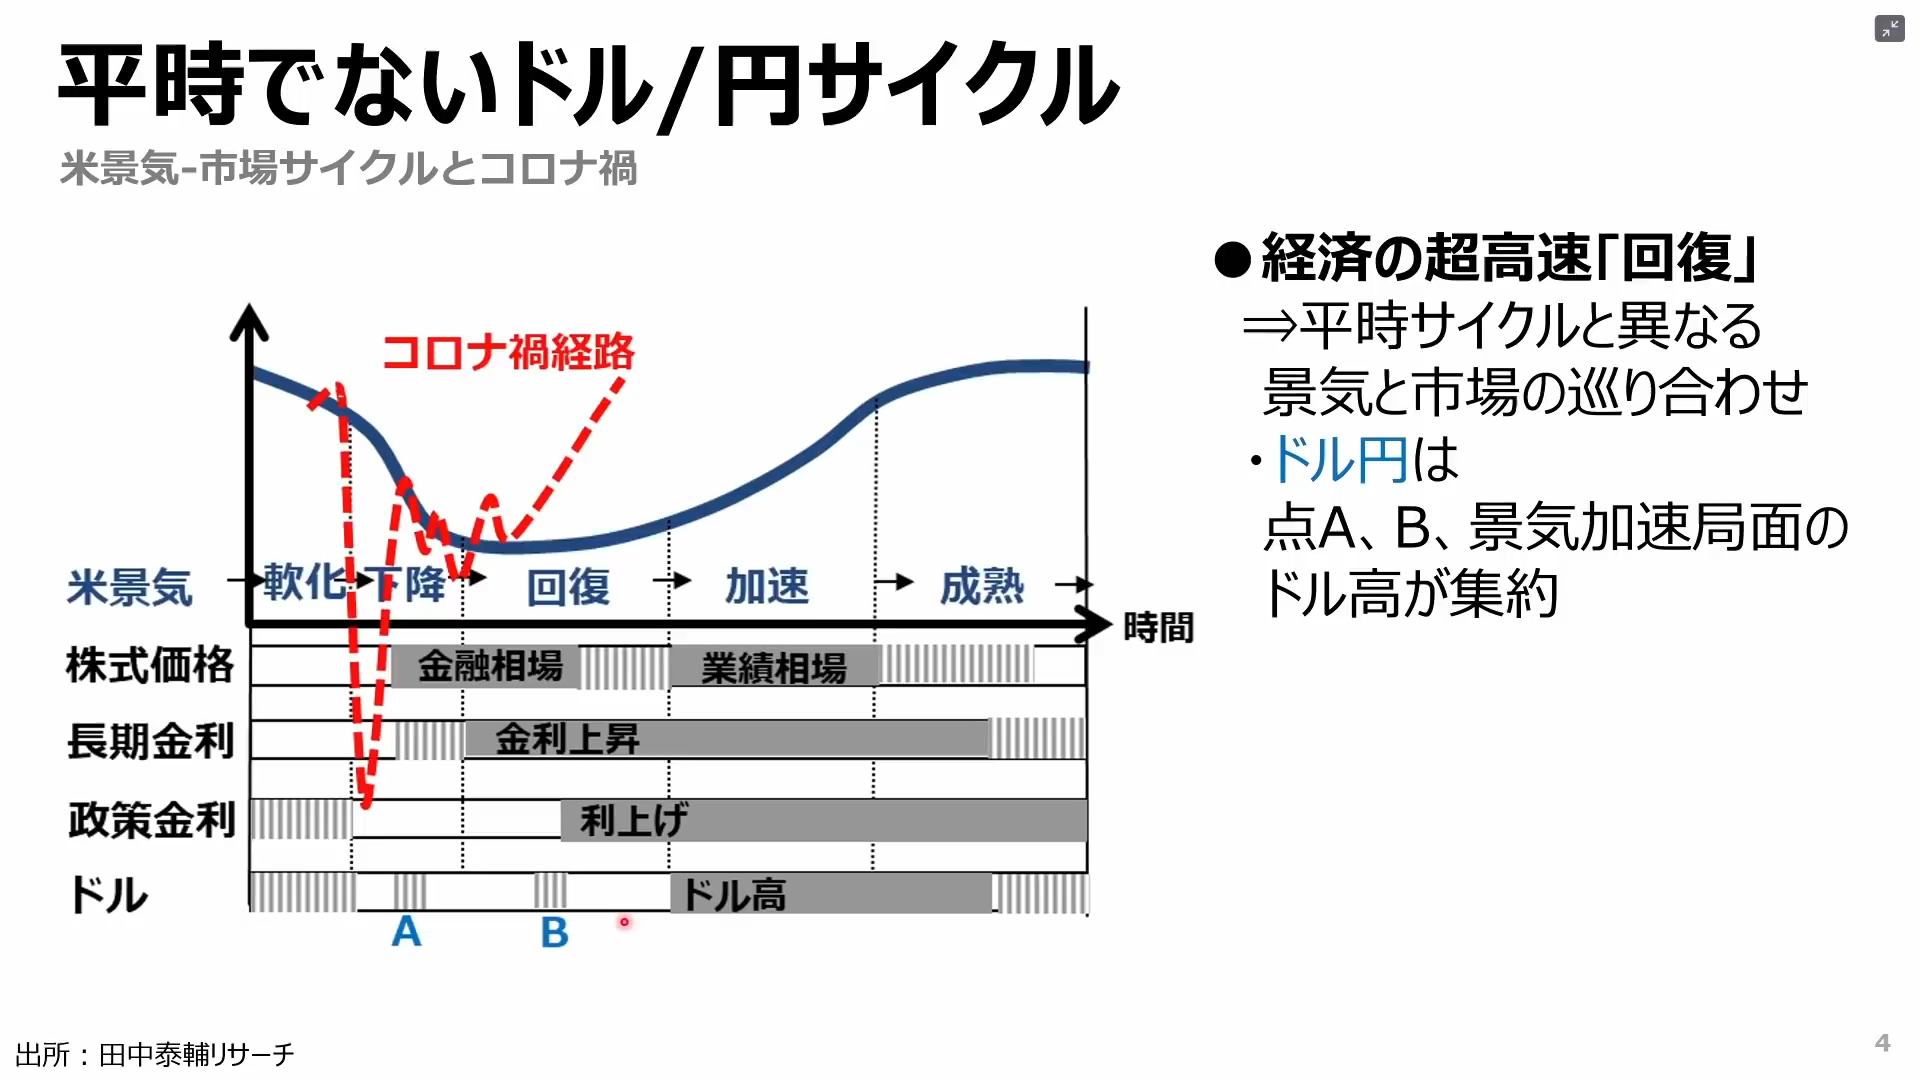 平時でないドル/円サイクル
米景気-市場サイクルとコロナ禍
●経済の超高速「回復」
⇒平時サイクルと異なる
景気と市場の巡り合わせ
・ドル円は
点A、B、景気加速局面の
ドル高が集約
コロナ禍経路
米景気 軟化 下降 回復 加速 成熟
時間
株式価格 金融相場 業績相場
長期金利 金利上昇
政策金利 利上げ
ドル ドル高
A B
出所：田中泰輔リサーチ
4